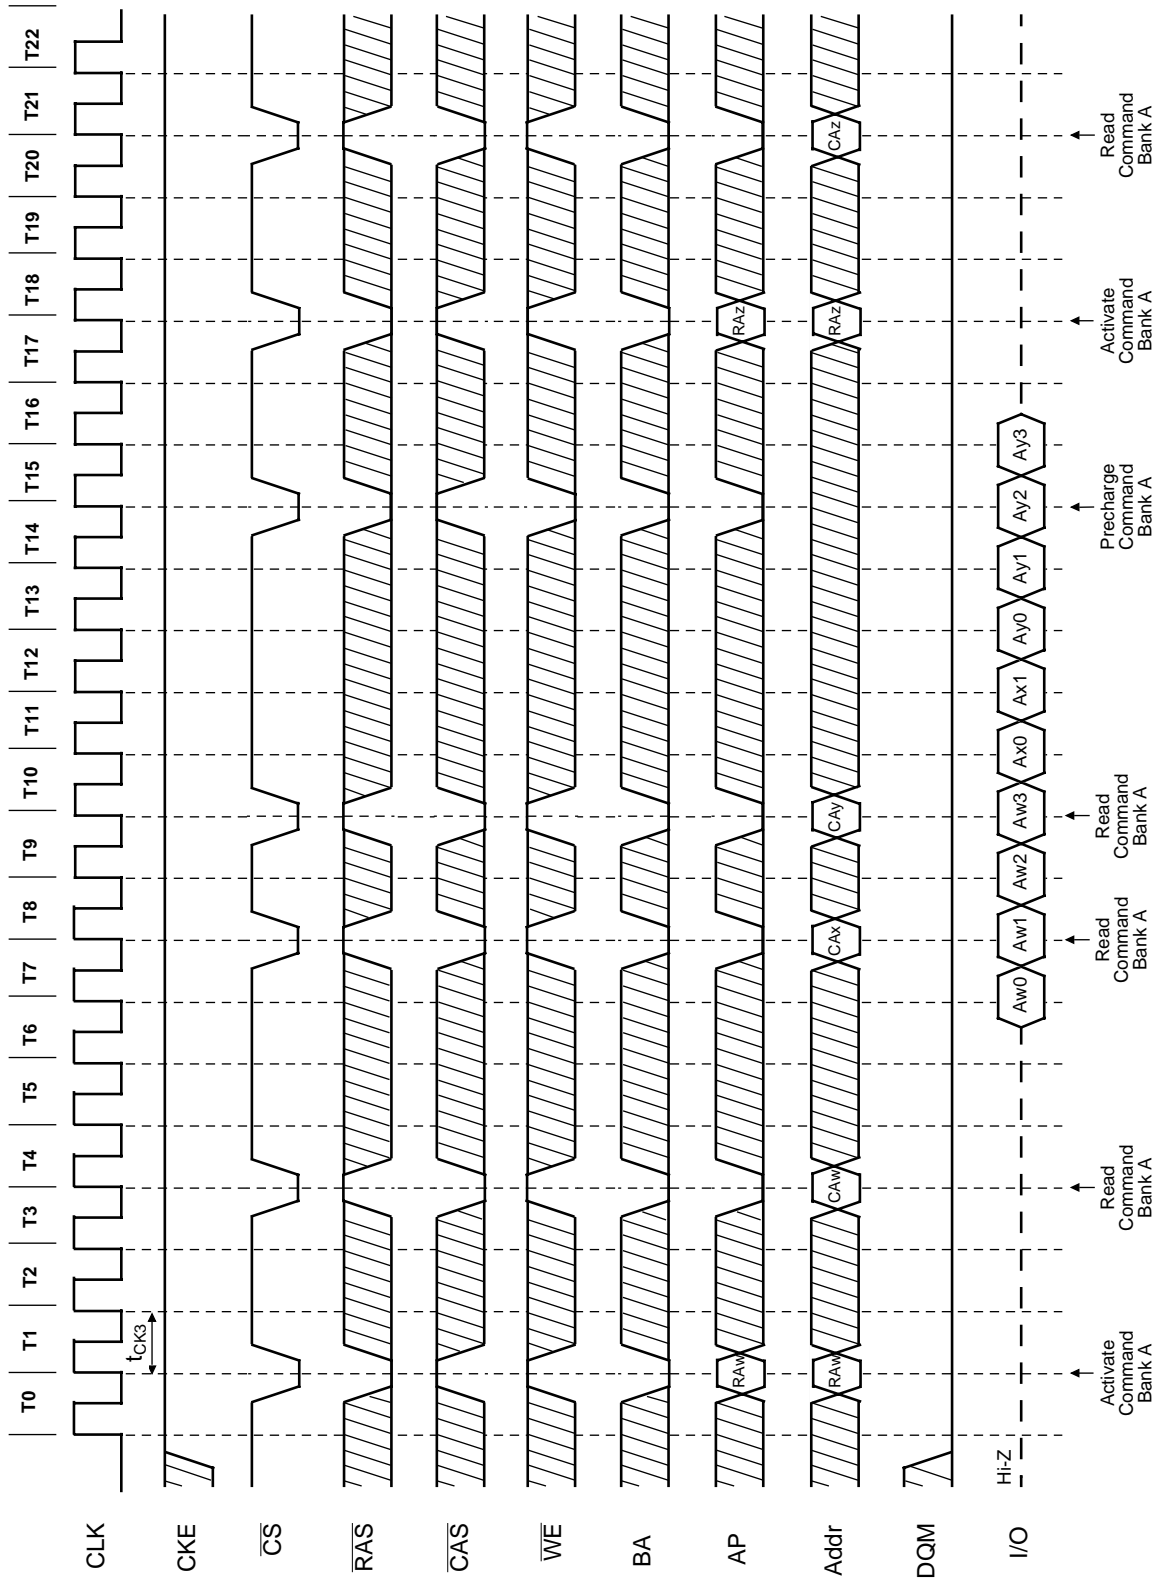 T0 T1 T2 T3 T4 T5 T6 T7 T8 T9 T10 T11 T12 T13 T14 T15 T16 T17 T18 T19 T20 T21 T22
CLK
tCK3
CKE
CS
RAS
CAS
WE
BA
AP
RAw
RAz
Addr
RAw
CAw
CAx
CAy
RAz
CAz
DQM
I/O
Hi-Z
Aw0 Aw1 Aw2 Aw3 Ax0 Ax1 Ay0 Ay1 Ay2 Ay3
Activate
Command
Bank A
Read
Command
Bank A
Read
Command
Bank A
Read
Command
Bank A
Precharge
Command
Bank A
Activate
Command
Bank A
Read
Command
Bank A